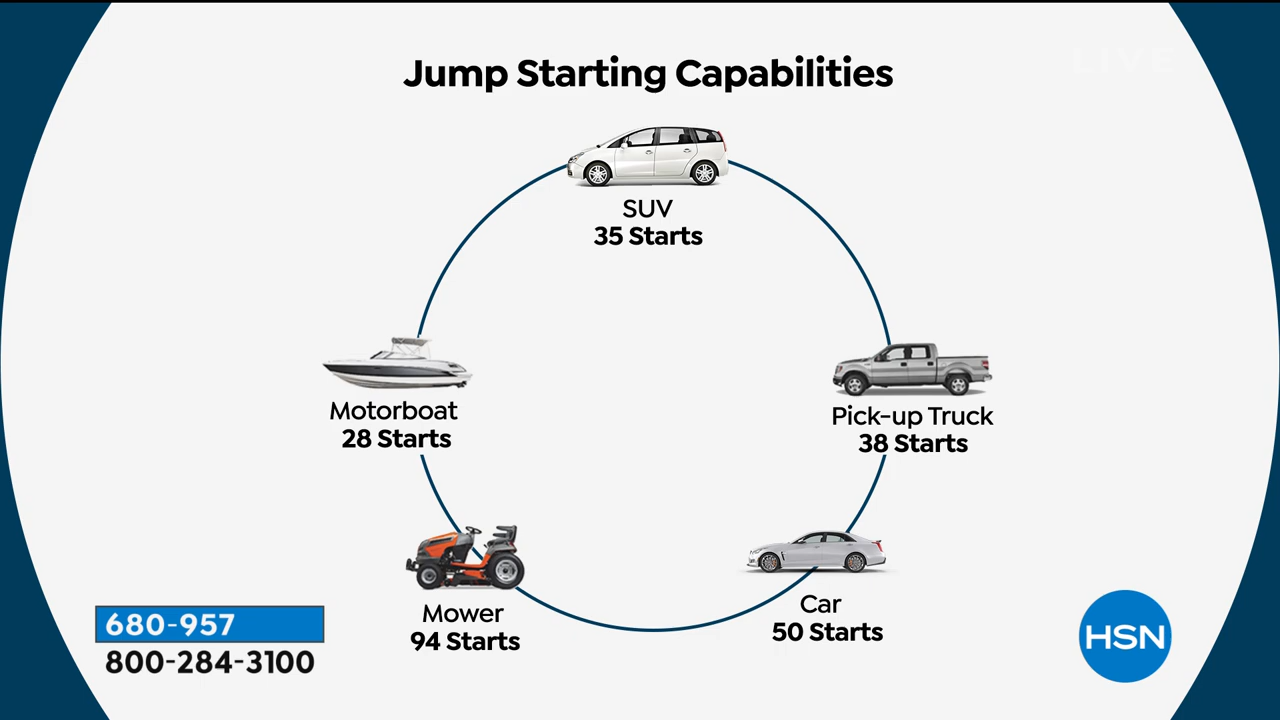 LIVE
Jump Starting Capabilities
SUV
35 Starts
Motorboat
28 Starts
Pick-up Truck
38 Starts
Mower
94 Starts
Car
50 Starts
680-957
800-284-3100
HSN